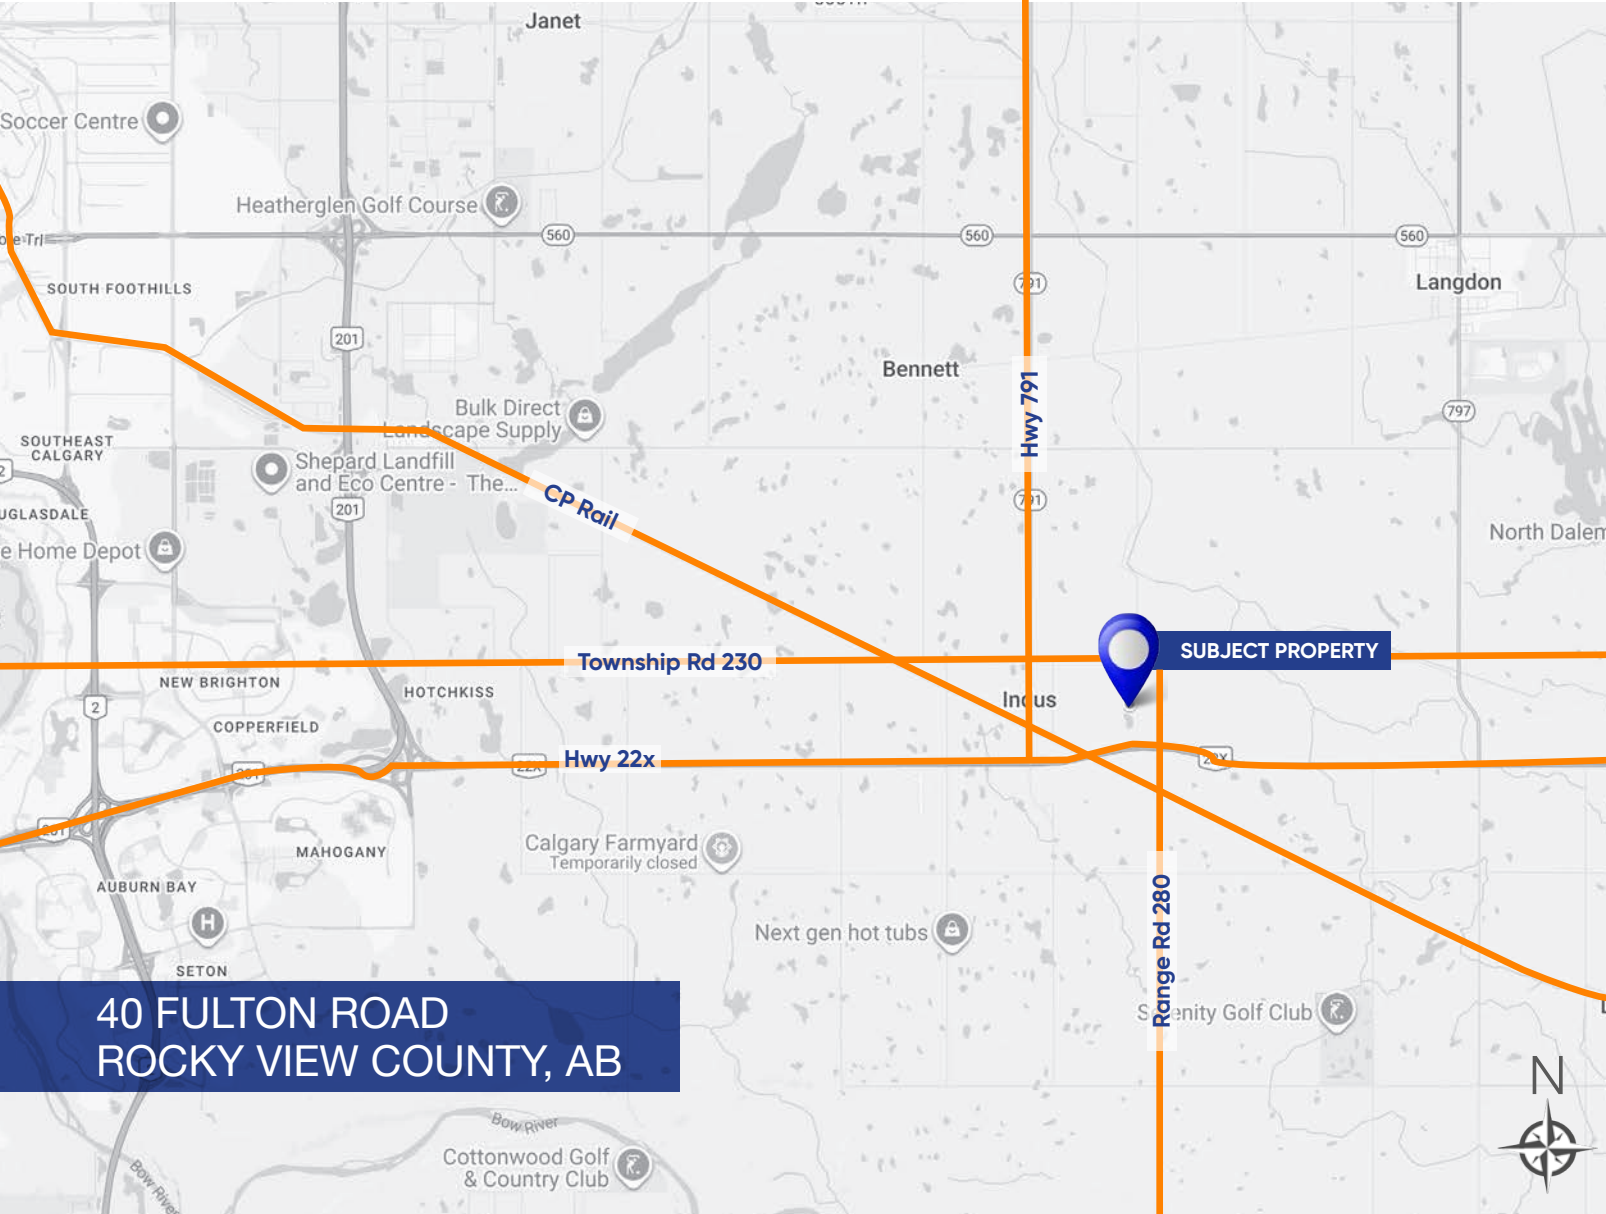 Janet
Soccer Centre
Heatherglen Golf Course
560
560
560
791
SOUTH FOOTHILLS
Langdon
201
Bennett
Hwy 791
797
Bulk Direct
Landscape Supply
SOUTHEAST
CALGARY
Shepard Landfill
and Eco Centre - The...
CP Rail
201
791
North Dalem
e Home Depot
Township Rd 230
SUBJECT PROPERTY
NEW BRIGHTON
HOTCHKISS
Indus
2
COPPERFIELD
Hwy 22x
22X
22X
201
201
Calgary Farmyard
Temporarily closed
MAHOGANY
AUBURN BAY
H
Range Rd 280
Next gen hot tubs
SETON
Serenity Golf Club
40 FULTON ROAD
ROCKY VIEW COUNTY, AB
N
Bow River
Cottonwood Golf
& Country Club
Bow River